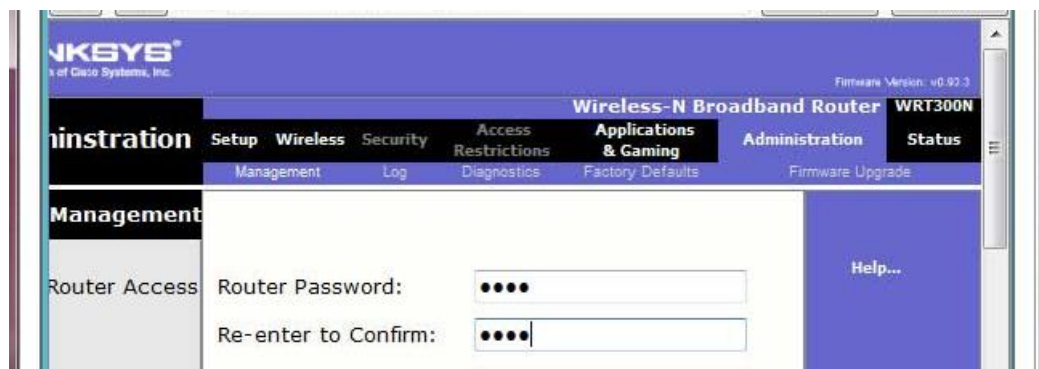 NKSYS®
of Cisco Systems, Inc.
Firmware Version: v0.93.3
Wireless-N Broadband Router WRT300N
ninstration
Setup Wireless Security Access Restrictions Applications & Gaming Administration Status
Management Log Diagnostics Factory Defaults Firmware Upgrade
Management
Help...
Router Access Router Password: ••••
Re-enter to Confirm: ••••